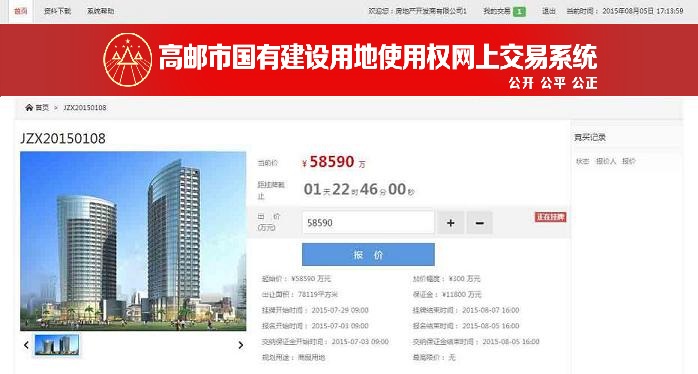 首页 资料下载 系统帮助 欢迎您：房地产开发商有限公司1 我的交易 1 退出 当前时间： 2015年08月05日 17:13:59
高邮市国有建设用地使用权网上交易系统
公开 公平 公正
首页 > JZX20150108
JZX20150108
竞买记录
状态 报价人 报价
当前价 ¥ 58590 万
距挂牌截止 01天22时46分00秒
出 价(万元) 58590 + −
正在挂牌
报 价
起始价： ¥58590 万元 加价幅度： ¥300 万元
出让面积： 78119平方米 保证金： ¥11800 万元
挂牌开始时间： 2015-07-29 09:00 挂牌结束时间： 2015-08-07 16:00
报名开始时间： 2015-07-03 09:00 报名结束时间： 2015-08-05 16:00
交纳保证金开始时间： 2015-07-03 09:00 交纳保证金结束时间： 2015-08-05 16:00
规划用途： 商服用地 最高限价： 无